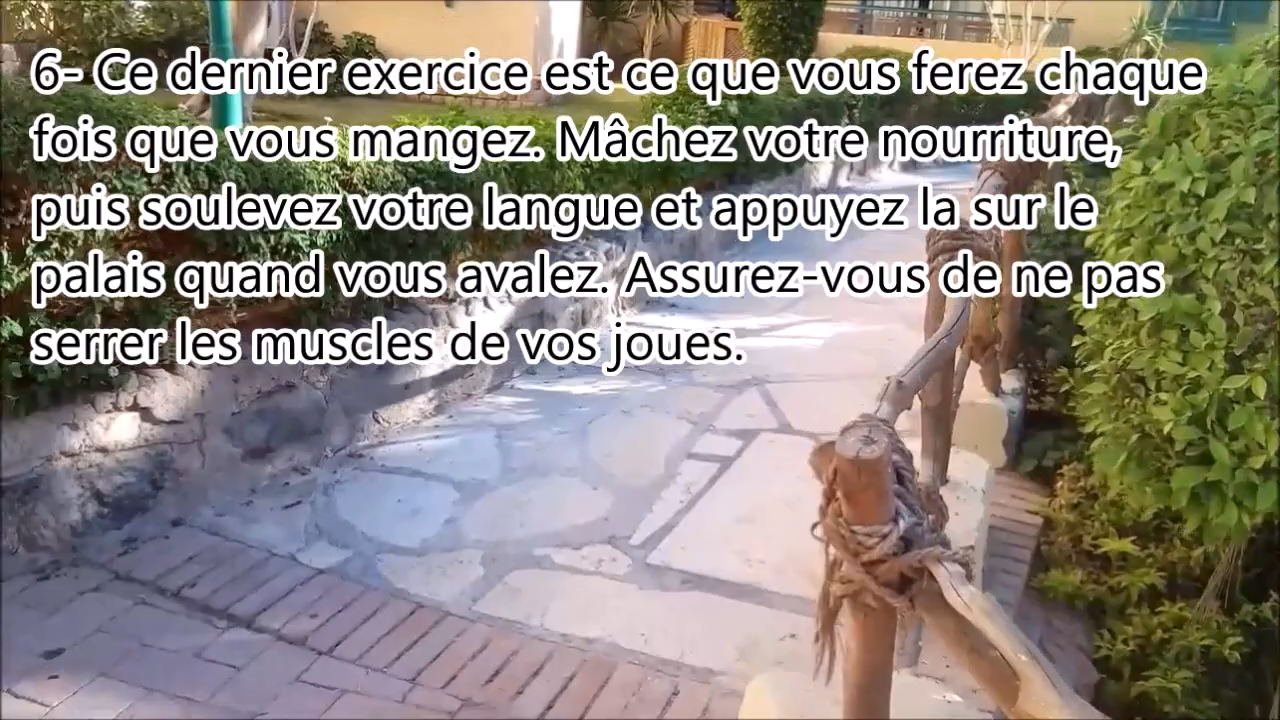 6- Ce dernier exercice est ce que vous ferez chaque
fois que vous mangez. Mâchez votre nourriture,
puis soulevez votre langue et appuyez la sur le
palais quand vous avalez. Assurez-vous de ne pas
serrer les muscles de vos joues.